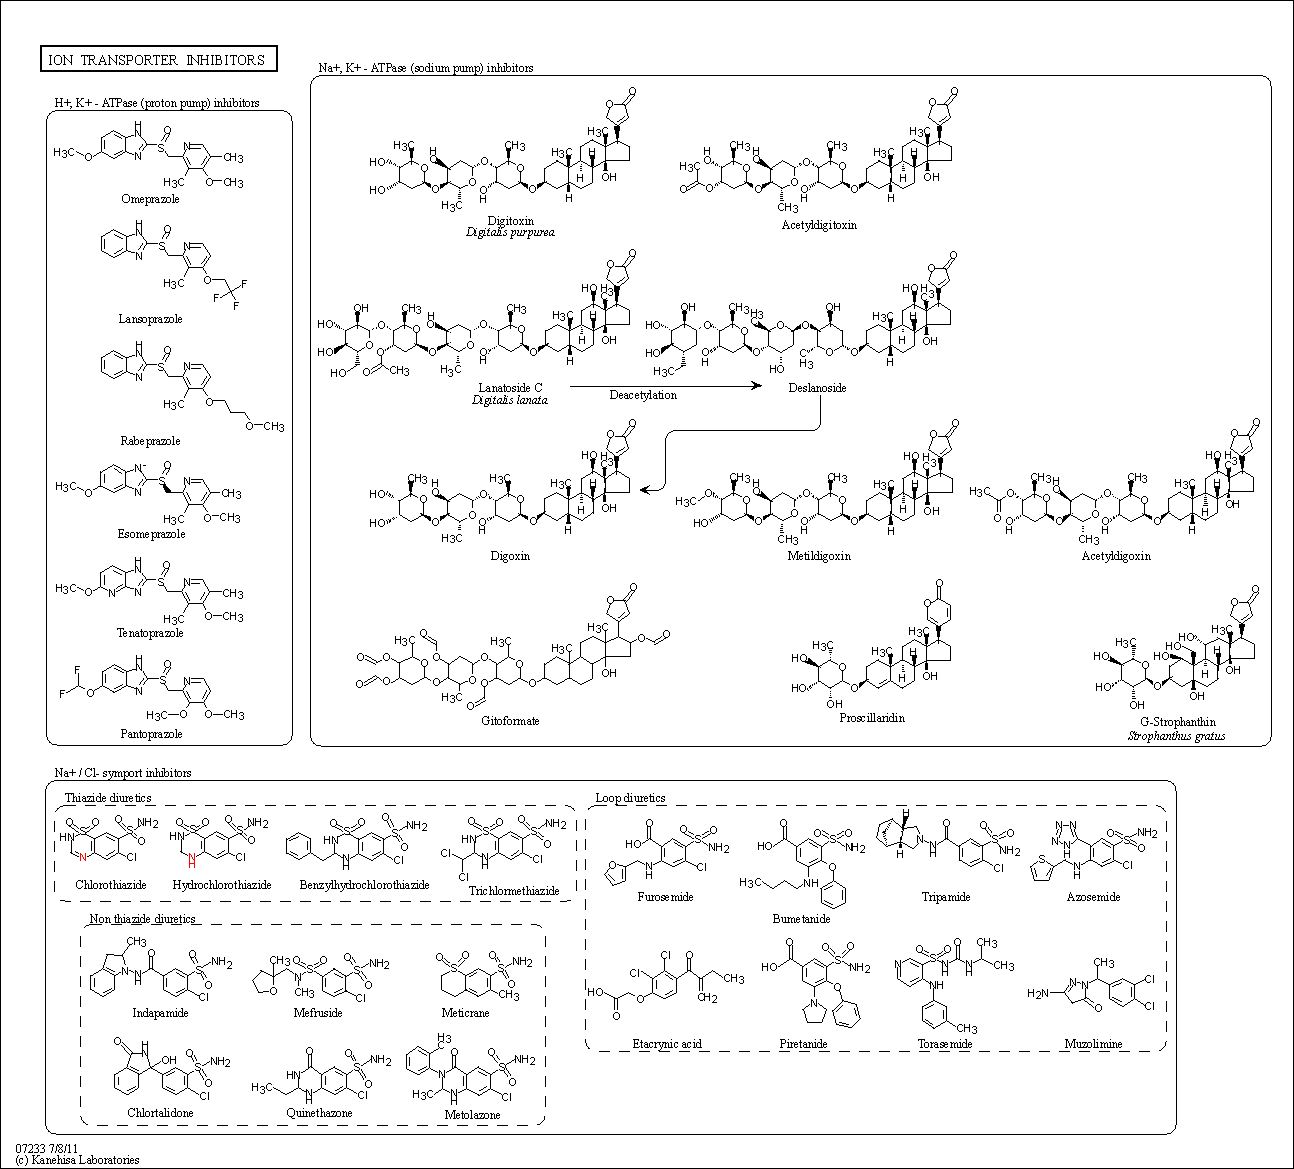 ION TRANSPORTER INHIBITORS
H+, K+ - ATPase (proton pump) inhibitors
Omeprazole
Lansoprazole
Rabeprazole
Esomeprazole
Tenatoprazole
Pantoprazole
Na+, K+ - ATPase (sodium pump) inhibitors
Digitoxin
Digitalis purpurea
Acetyldigitoxin
Lanatoside C
Digitalis lanata
Deacetylation
Deslanoside
Digoxin
Metildigoxin
Acetyldigoxin
Gitoformate
Proscillaridin
G-Strophanthin
Strophanthus gratus
Na+ / Cl- symport inhibitors
Thiazide diuretics
Chlorothiazide
Hydrochlorothiazide
Benzylhydrochlorothiazide
Trichlormethiazide
Non thiazide diuretics
Indapamide
Mefruside
Meticrane
Chlortalidone
Quinethazone
Metolazone
Loop diuretics
Furosemide
Bumetanide
Tripamide
Azosemide
Etacrynic acid
Piretanide
Torasemide
Muzolimine
07233 7/8/11
(c) Kanehisa Laboratories